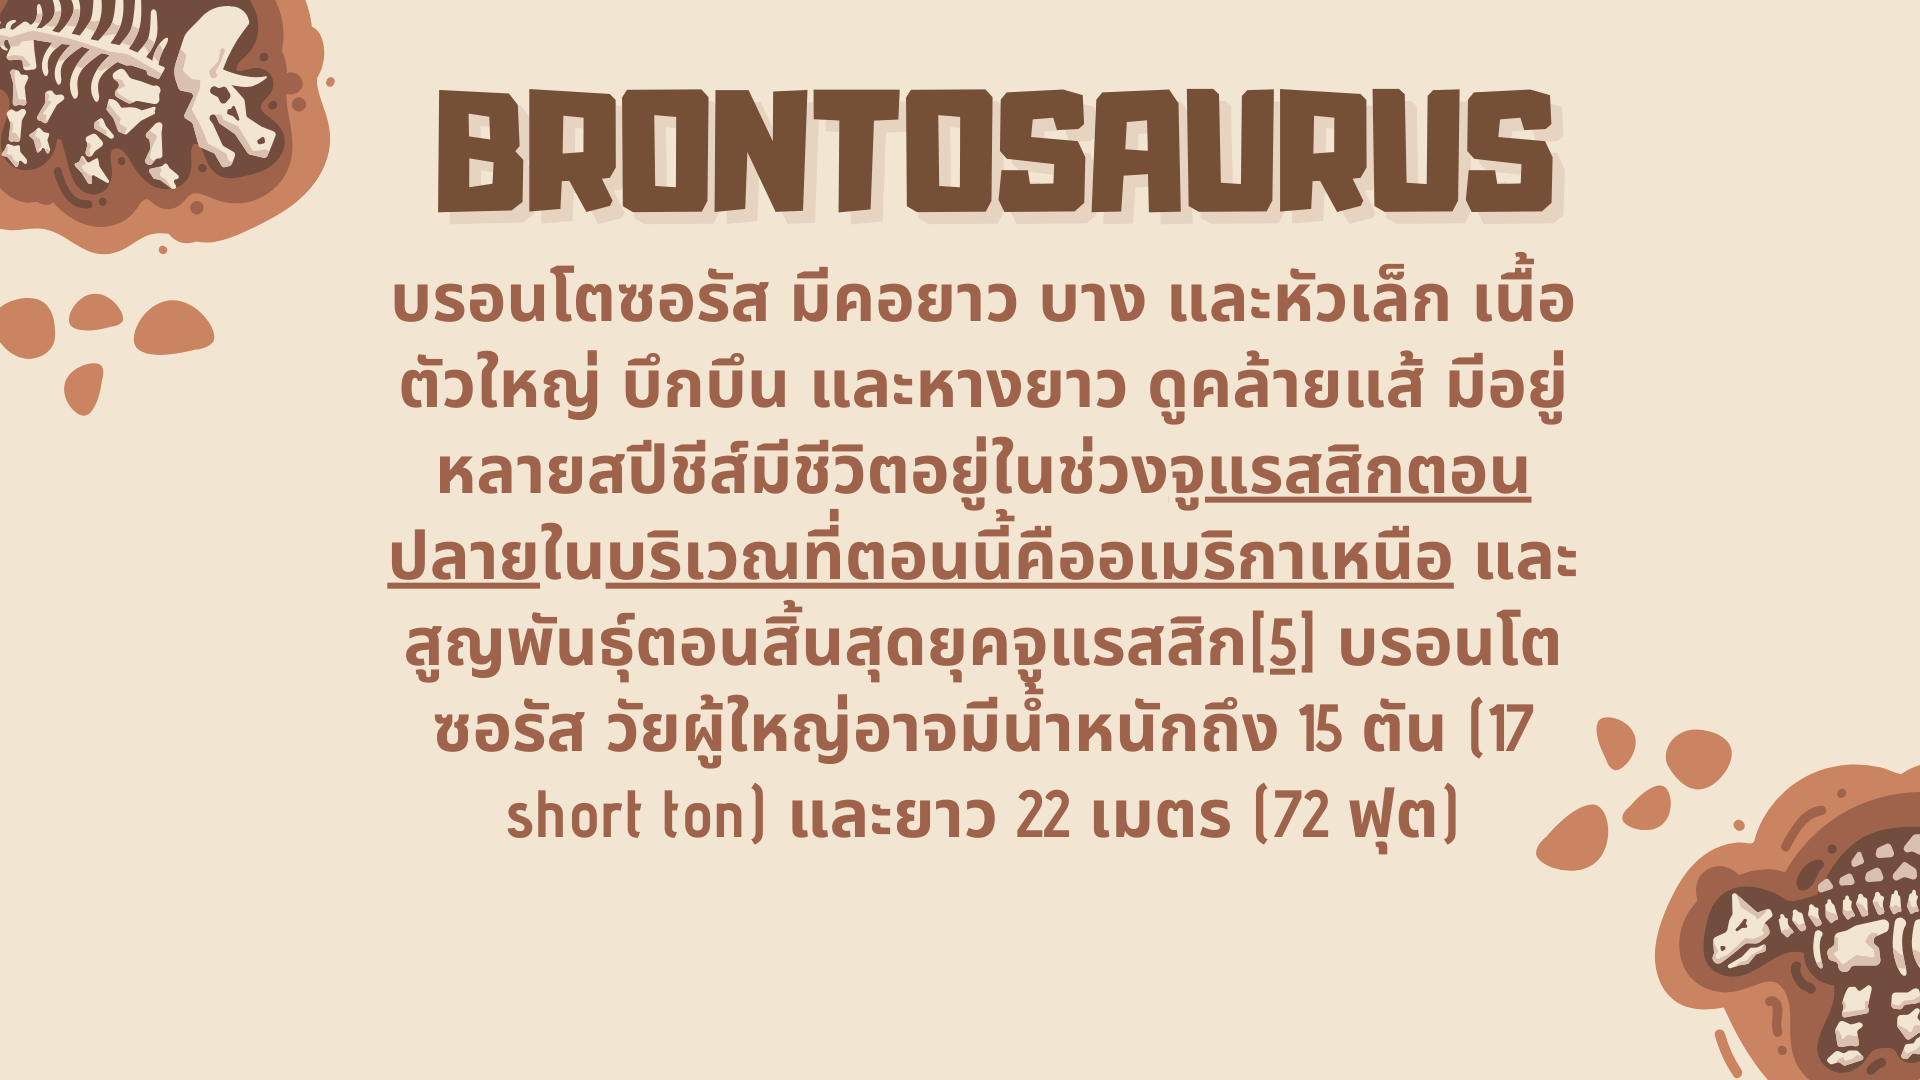 BRONTOSAURUS
บรอนโตซอรัส มีคอยาว บาง และหัวเล็ก เนื้อ
ตัวใหญ่ บึกบึน และหางยาว ดูคล้ายแส้ มีอยู่
หลายสปีชีส์มีชีวิตอยู่ในช่วงจูแรสสิกตอน
ปลายในบริเวณที่ตอนนี้คืออเมริกาเหนือ และ
สูญพันธุ์ตอนสิ้นสุดยุคจูแรสสิก[5] บรอนโต
ซอรัส วัยผู้ใหญ่อาจมีน้ำหนักถึง 15 ตัน (17
short ton) และยาว 22 เมตร (72 ฟุต)